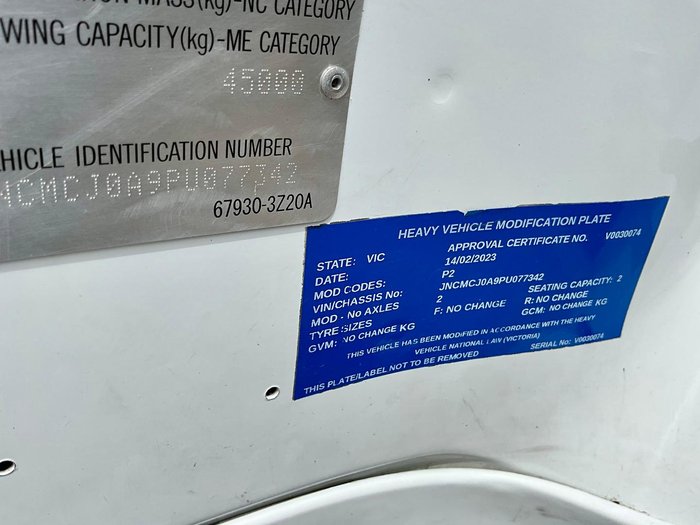 MASS(kg)-NC CATEGORY
WING CAPACITY(kg)-ME CATEGORY
45000
HICLE IDENTIFICATION NUMBER
NCMCJ0A9PU077342
67930-3Z20A
HEAVY VEHICLE MODIFICATION PLATE
STATE: VIC APPROVAL CERTIFICATE NO. V0030074
DATE: 14/02/2023
MOD CODES: P2
VIN/CHASSIS No: JNCMCJ0A9PU077342
MOD - No AXLES 2 SEATING CAPACITY: 2
TYRE SIZES F: NO CHANGE R: NO CHANGE
GVM: NO CHANGE KG GCM: NO CHANGE KG
THIS VEHICLE HAS BEEN MODIFIED IN ACCORDANCE WITH THE HEAVY
VEHICLE NATIONAL LAW (VICTORIA)
THIS PLATE/LABEL NOT TO BE REMOVED SERIAL No: V0030074